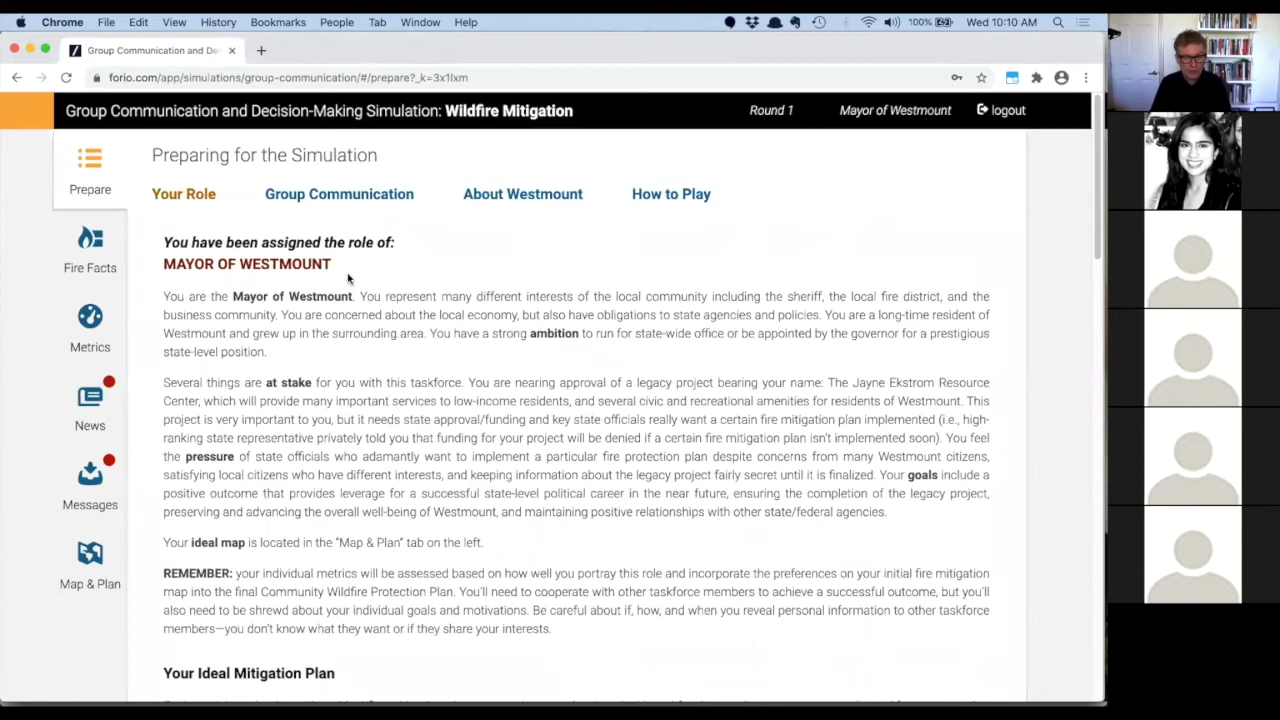 Chrome File Edit View History Bookmarks People Tab Window Help 100% Wed 10:10 AM
Group Communication and De
forio.com/app/simulations/group-communication/#/prepare?_k=3x1lxm
Group Communication and Decision-Making Simulation: Wildfire Mitigation Round 1 Mayor of Westmount logout
Preparing for the Simulation
Prepare
Your Role Group Communication About Westmount How to Play
You have been assigned the role of:
Fire Facts
MAYOR OF WESTMOUNT
You are the Mayor of Westmount. You represent many different interests of the local community including the sheriff, the local fire district, and the
business community. You are concerned about the local economy, but also have obligations to state agencies and policies. You are a long-time resident of
Westmount and grew up in the surrounding area. You have a strong ambition to run for state-wide office or be appointed by the governor for a prestigious
Metrics
state-level position.
Several things are at stake for you with this taskforce. You are nearing approval of a legacy project bearing your name: The Jayne Ekstrom Resource
Center, which will provide many important services to low-income residents, and several civic and recreational amenities for residents of Westmount. This
project is very important to you, but it needs state approval/funding and key state officials really want a certain fire mitigation plan implemented (i.e., high-
News
ranking state representative privately told you that funding for your project will be denied if a certain fire mitigation plan isn't implemented soon). You feel
the pressure of state officials who adamantly want to implement a particular fire protection plan despite concerns from many Westmount citizens,
satisfying local citizens who have different interests, and keeping information about the legacy project fairly secret until it is finalized. Your goals include a
positive outcome that provides leverage for a successful state-level political career in the near future, ensuring the completion of the legacy project,
Messages
preserving and advancing the overall well-being of Westmount, and maintaining positive relationships with other state/federal agencies.
Your ideal map is located in the "Map & Plan" tab on the left.
REMEMBER: your individual metrics will be assessed based on how well you portray this role and incorporate the preferences on your initial fire mitigation
Map & Plan
map into the final Community Wildfire Protection Plan. You'll need to cooperate with other taskforce members to achieve a successful outcome, but you'll
also need to be shrewd about your individual goals and motivations. Be careful about if, how, and when you reveal personal information to other taskforce
members—you don't know what they want or if they share your interests.
Your Ideal Mitigation Plan